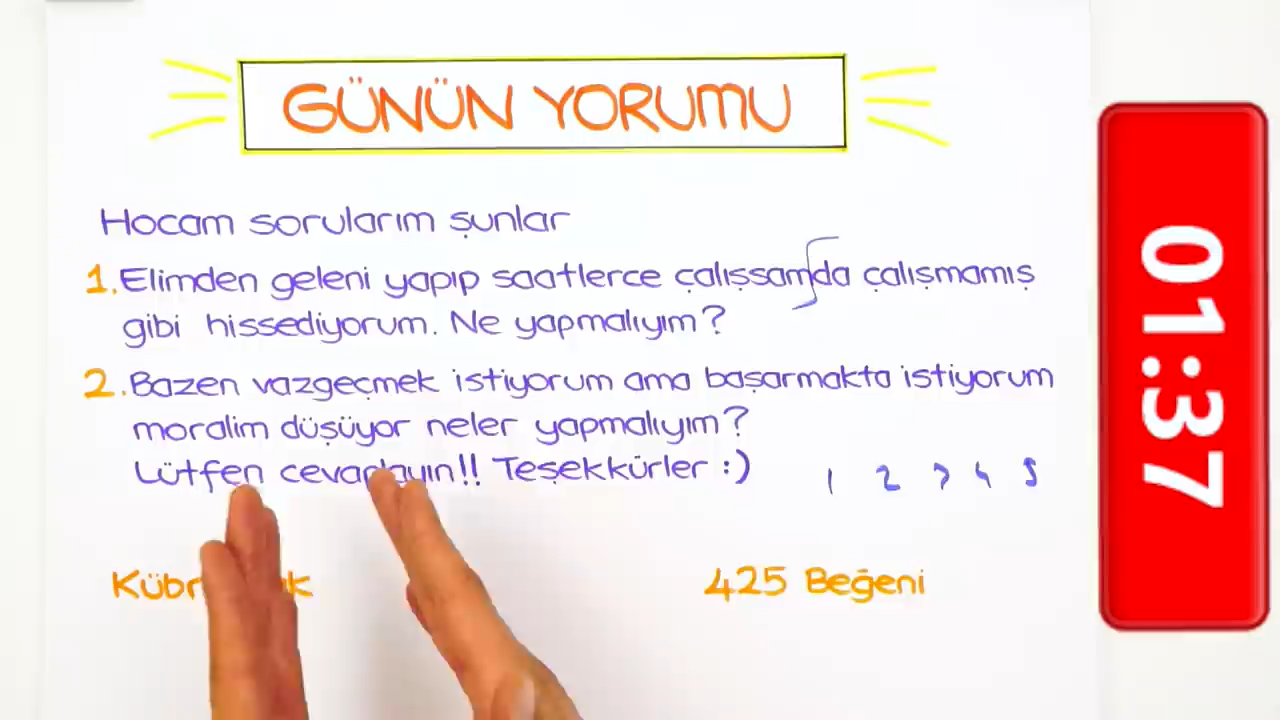 GÜNÜN YORUMU
Hocam sorularım şunlar
1. Elimden geleni yapıp saatlerce çalışsamda çalışmamış
gibi hissediyorum. Ne yapmalıyım?
2. Bazen vazgeçmek istiyorum ama başarmakta istiyorum
moralim düşüyor neler yapmalıyım?
Lütfen cevaplayın!! Teşekkürler :)
1 2 3 4 5
425 Beğeni
01:37